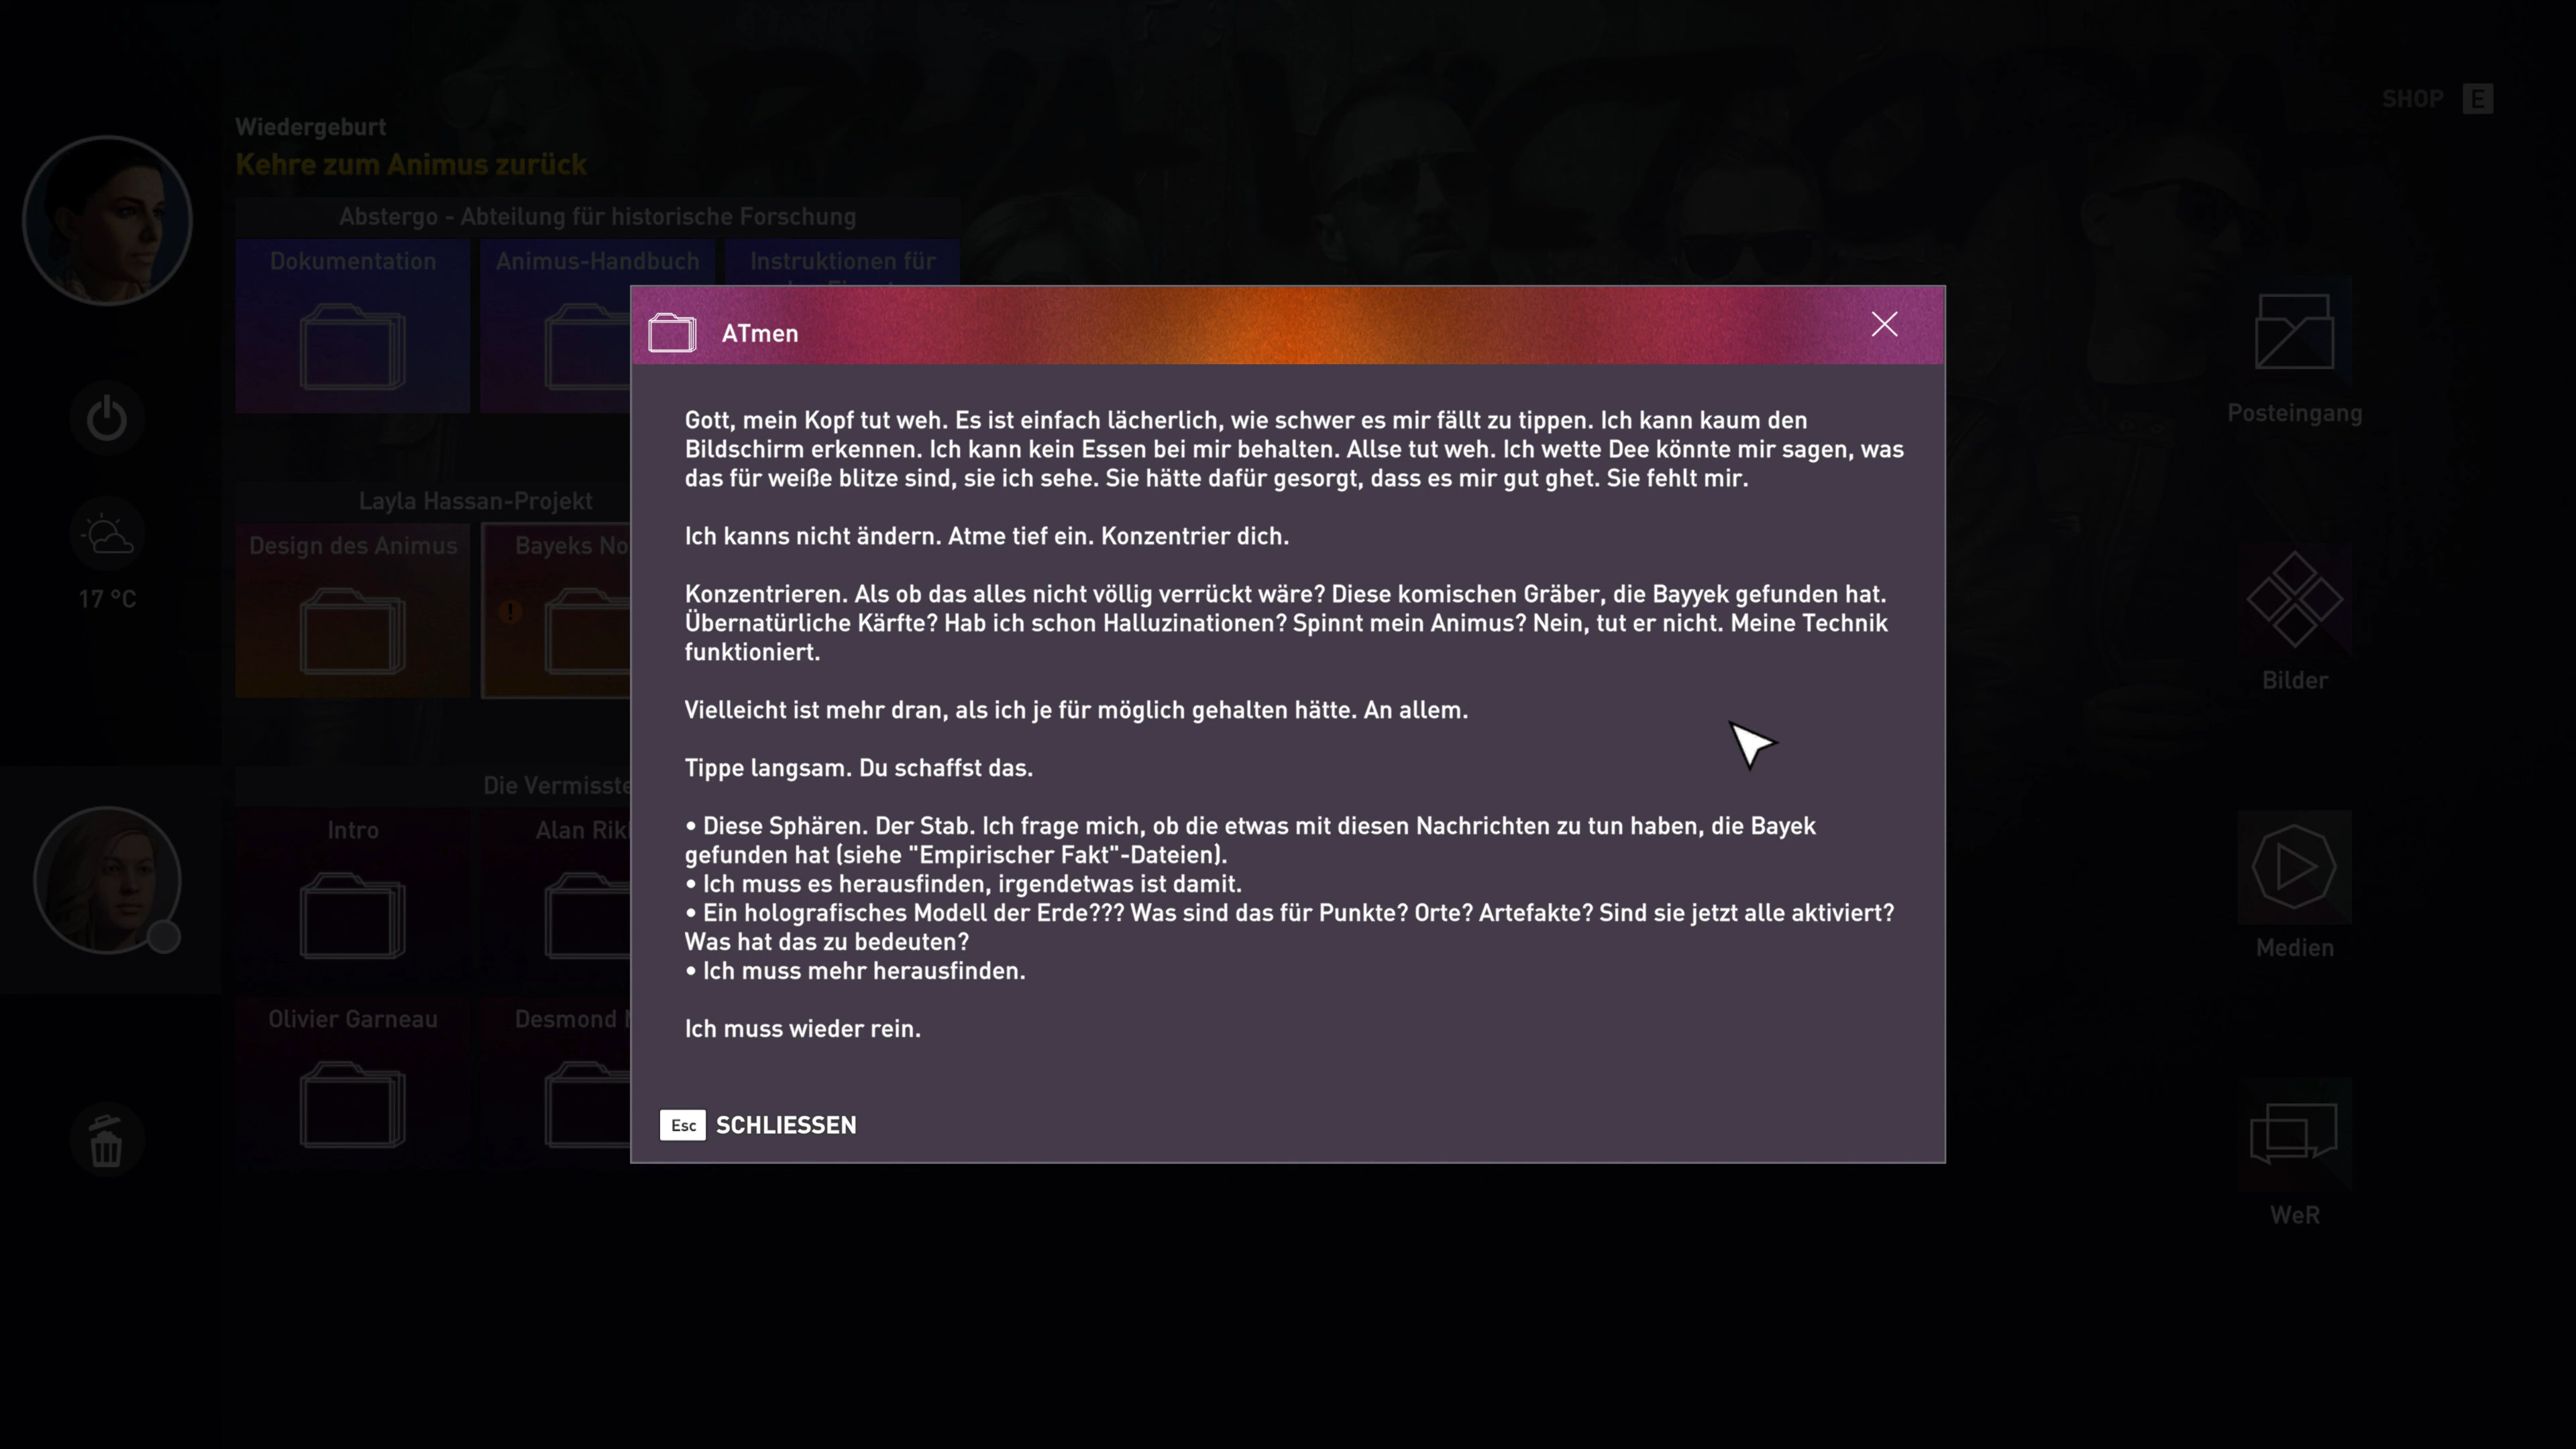 SHOP E
Wiedergeburt
Kehre zum Animus zurück
Abstergo - Abteilung für historische Forschung
Dokumentation
Animus-Handbuch
Instruktionen für
ATmen
Gott, mein Kopf tut weh. Es ist einfach lächerlich, wie schwer es mir fällt zu tippen. Ich kann kaum den
Bildschirm erkennen. Ich kann kein Essen bei mir behalten. Allse tut weh. Ich wette Dee könnte mir sagen, was
das für weiße blitze sind, sie ich sehe. Sie hätte dafür gesorgt, dass es mir gut ghet. Sie fehlt mir.
Ich kanns nicht ändern. Atme tief ein. Konzentrier dich.
Konzentrieren. Als ob das alles nicht völlig verrückt wäre? Diese komischen Gräber, die Bayyek gefunden hat.
Übernatürliche Kärfte? Hab ich schon Halluzinationen? Spinnt mein Animus? Nein, tut er nicht. Meine Technik
funktioniert.
Vielleicht ist mehr dran, als ich je für möglich gehalten hätte. An allem.
Tippe langsam. Du schaffst das.
• Diese Sphären. Der Stab. Ich frage mich, ob die etwas mit diesen Nachrichten zu tun haben, die Bayek
gefunden hat (siehe "Empirischer Fakt"-Dateien).
• Ich muss es herausfinden, irgendetwas ist damit.
• Ein holografisches Modell der Erde??? Was sind das für Punkte? Orte? Artefakte? Sind sie jetzt alle aktiviert?
Was hat das zu bedeuten?
• Ich muss mehr herausfinden.
Ich muss wieder rein.
Esc SCHLIESSEN
17 °C
Layla Hassan-Projekt
Design des Animus
Bayeks No
Die Vermisste
Intro
Alan Rik
Olivier Garneau
Desmond
Posteingang
Bilder
Medien
WeR